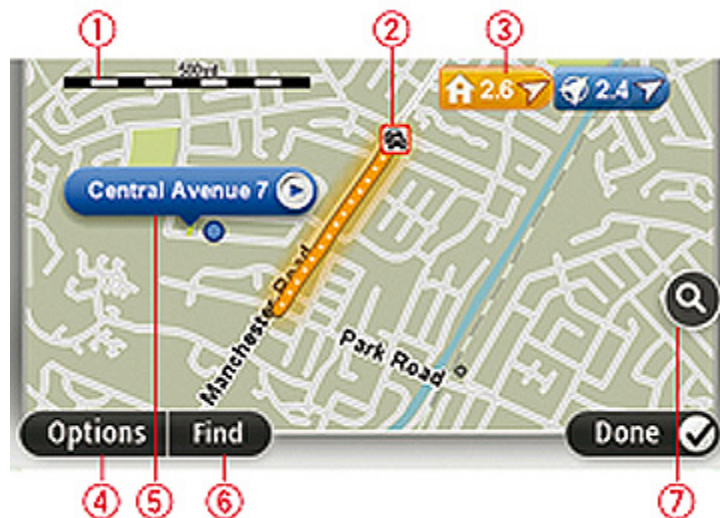 1
2
3
500mi
2.6
2.4
Central Avenue 7
Manchester Road
Park Road
Options
Find
Done
4
5
6
7